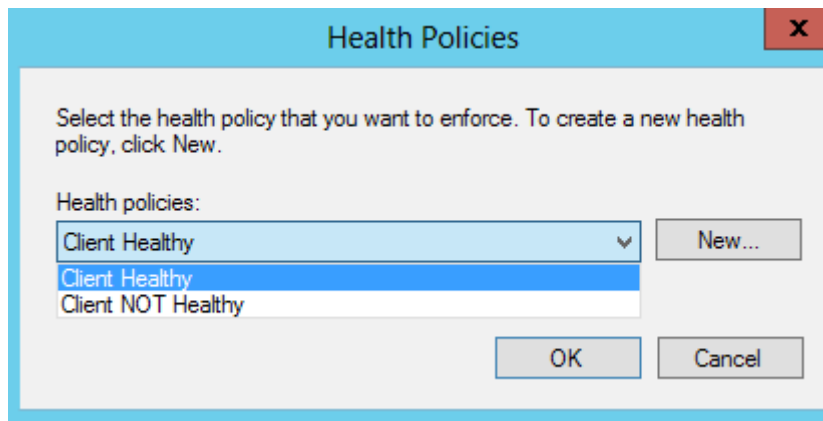 Health Policies
x
Select the health policy that you want to enforce. To create a new health
policy, click New.
Health policies:
Client Healthy
New...
Client Healthy
Client NOT Healthy
OK
Cancel